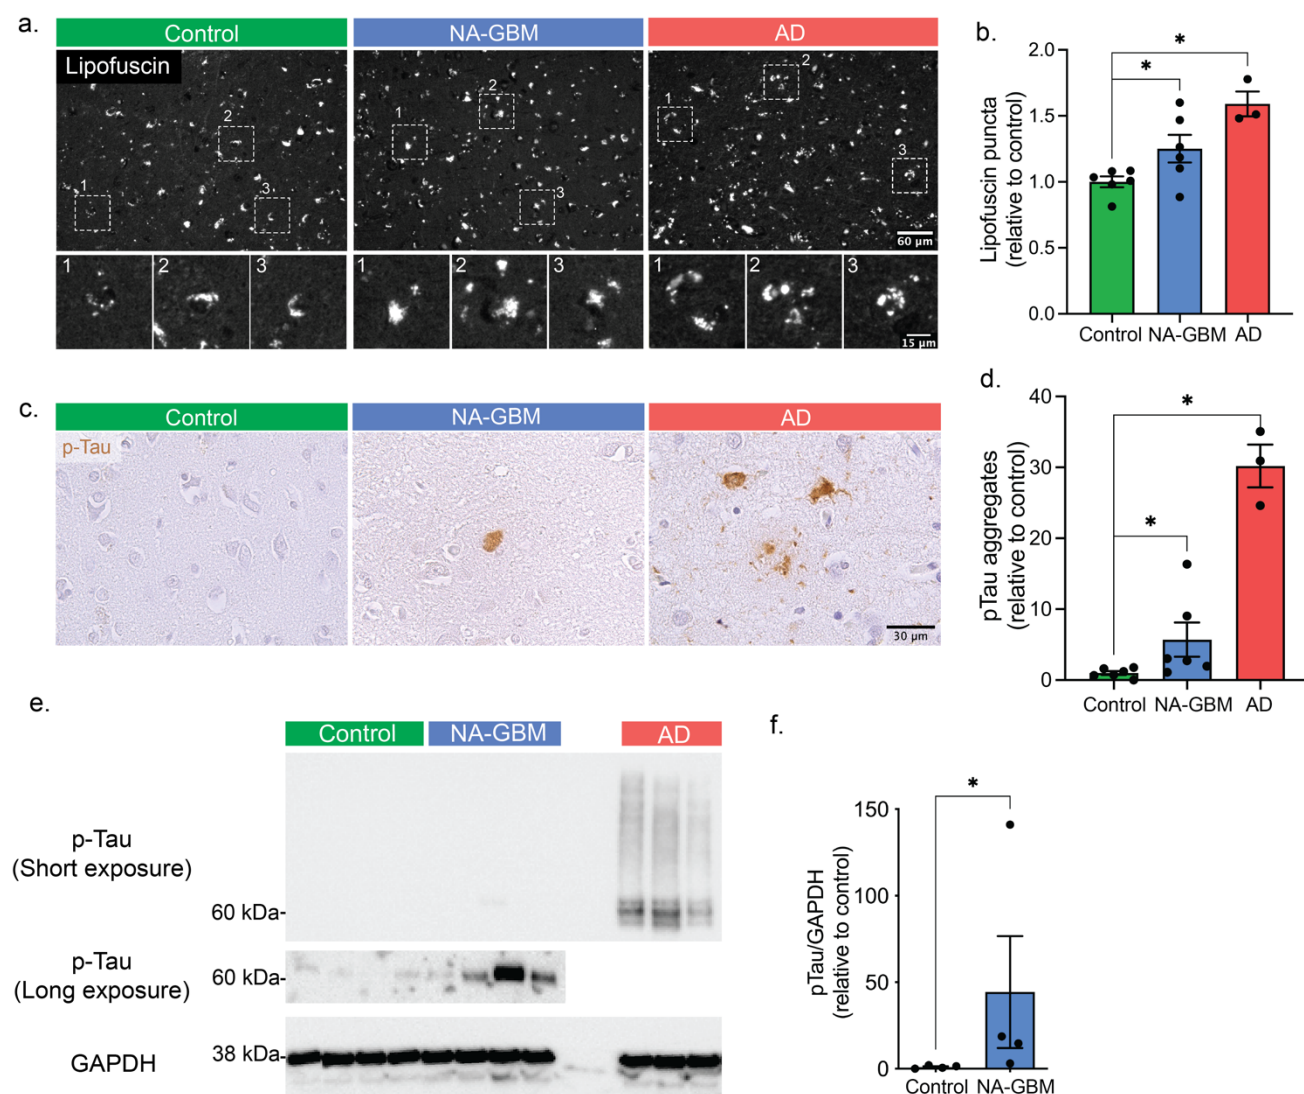 a.
Control
NA-GBM
AD
Lipofuscin
1
2
3
1
2
3
1
2
3
60 µm
1
2
3
1
2
3
1
2
3
15 µm
b.
Lipofuscin puncta
(relative to control)
2.0
1.5
1.0
0.5
0.0
*
*
Control
NA-GBM
AD
c.
Control
NA-GBM
AD
p-Tau
30 µm
d.
pTau aggregates
(relative to control)
40
30
20
10
0
*
*
Control
NA-GBM
AD
e.
Control
NA-GBM
AD
p-Tau
(Short exposure)
60 kDa-
p-Tau
(Long exposure)
60 kDa-
GAPDH
38 kDa-
f.
pTau/GAPDH
(relative to control)
150
100
50
0
*
Control
NA-GBM